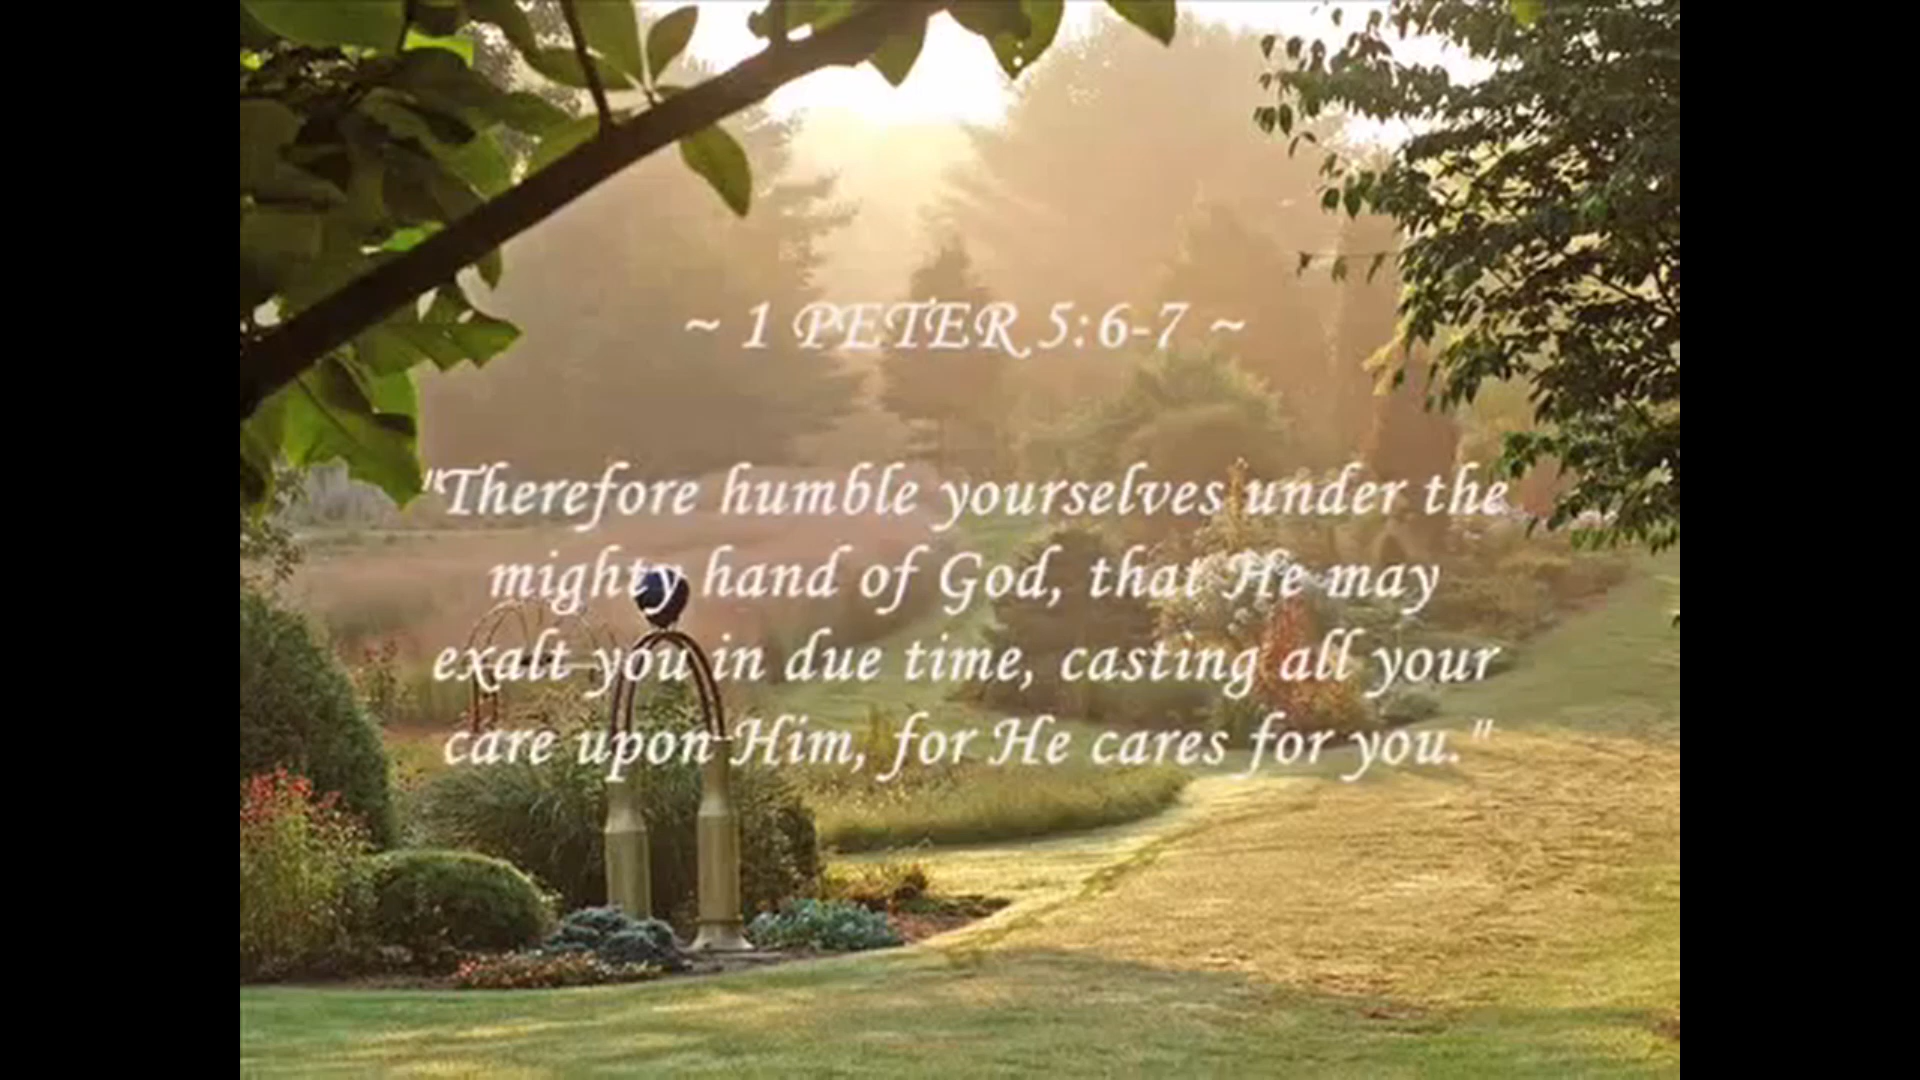 ~ 1 PETER 5:6-7 ~
"Therefore humble yourselves under the
mighty hand of God, that He may
exalt you in due time, casting all your
care upon Him, for He cares for you."